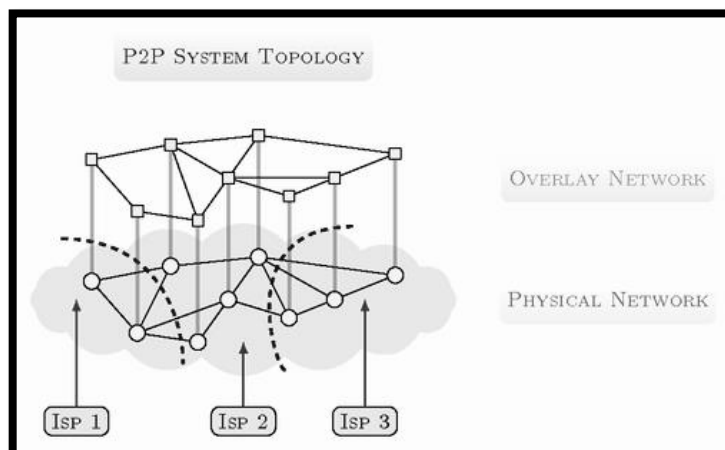 P2P SYSTEM TOPOLOGY
OVERLAY NETWORK
PHYSICAL NETWORK
ISP 1
ISP 2
ISP 3